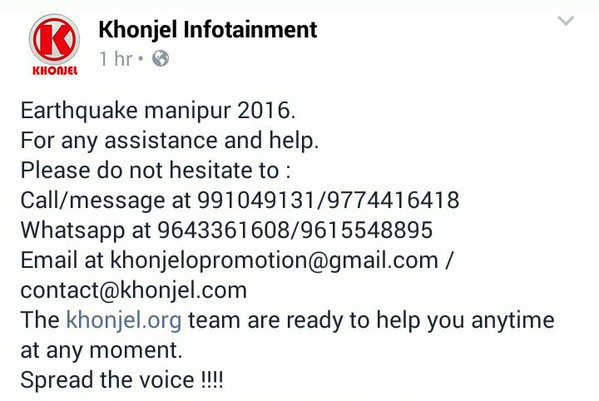 Khonjel Infotainment
1 hr ·
KHONJEL
Earthquake manipur 2016.
For any assistance and help.
Please do not hesitate to :
Call/message at 991049131/9774416418
Whatsapp at 9643361608/9615548895
Email at khonjelopromotion@gmail.com /
contact@khonjel.com
The khonjel.org team are ready to help you anytime
at any moment.
Spread the voice !!!!